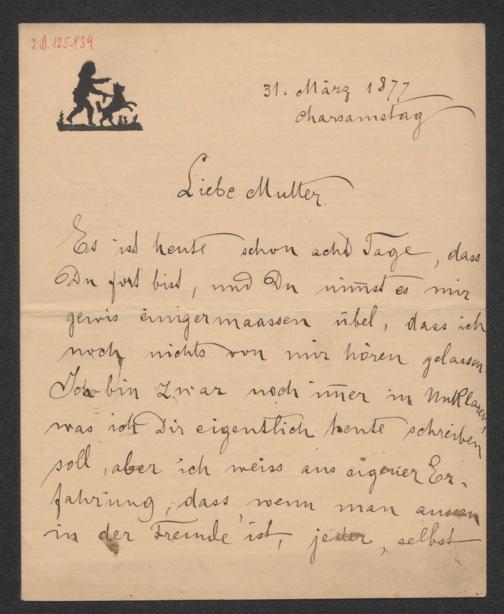 I.N. 125.839
31. März 1877
Charsamstag
Liebe Mutter
Es ist heute schon acht Tage, dass
Du fort bist, und Du nimst es mir
gewis einigermaassen übel, dass ich
noch nichts von mir hören gelassen
Ich bin zwar noch im̄er in Unklaren,
was ich Dir eigentlich heute schreiben
soll, aber ich weiss aus eigener Er-
fahrung, dass, wenn man aussen
in der Fremde ist, jeder, selbst